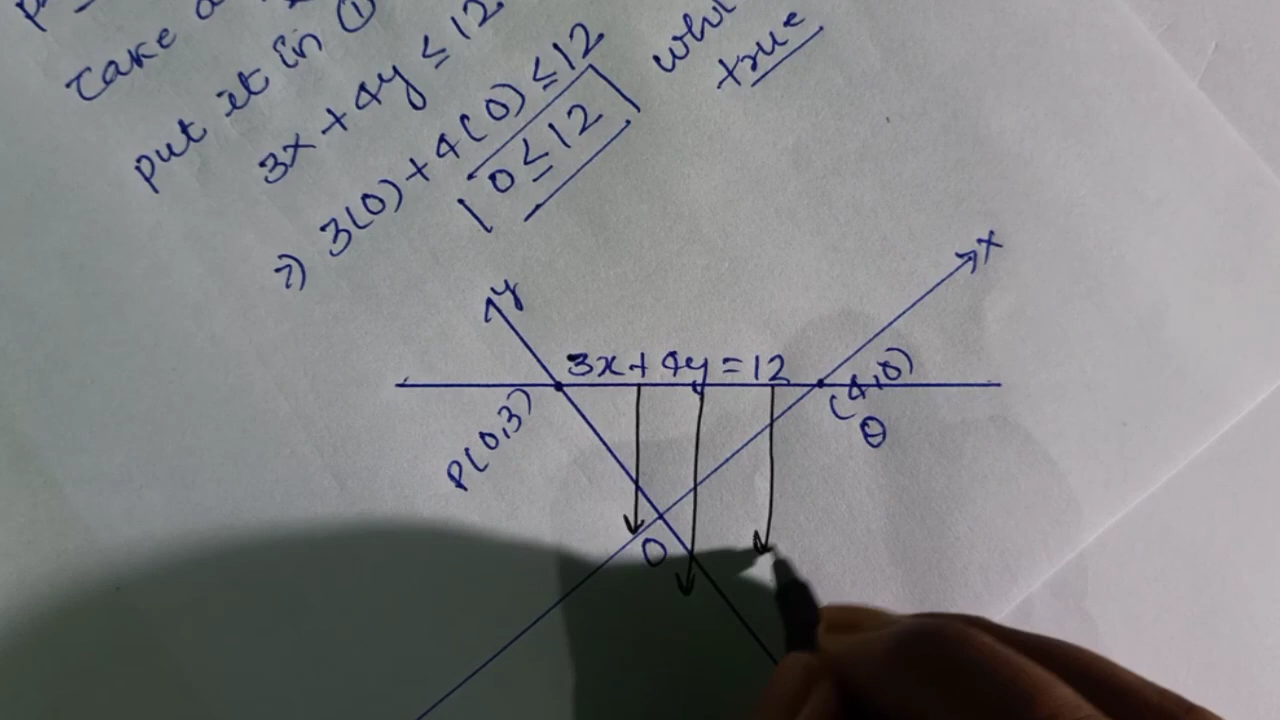 Take
put it in ①
3x + 4y ≤ 12
⇒ 3(0) + 4(0) ≤ 12
0 ≤ 12
true
y
x
3x + 4y = 12
P(0,3)
(4,0)
Q
O